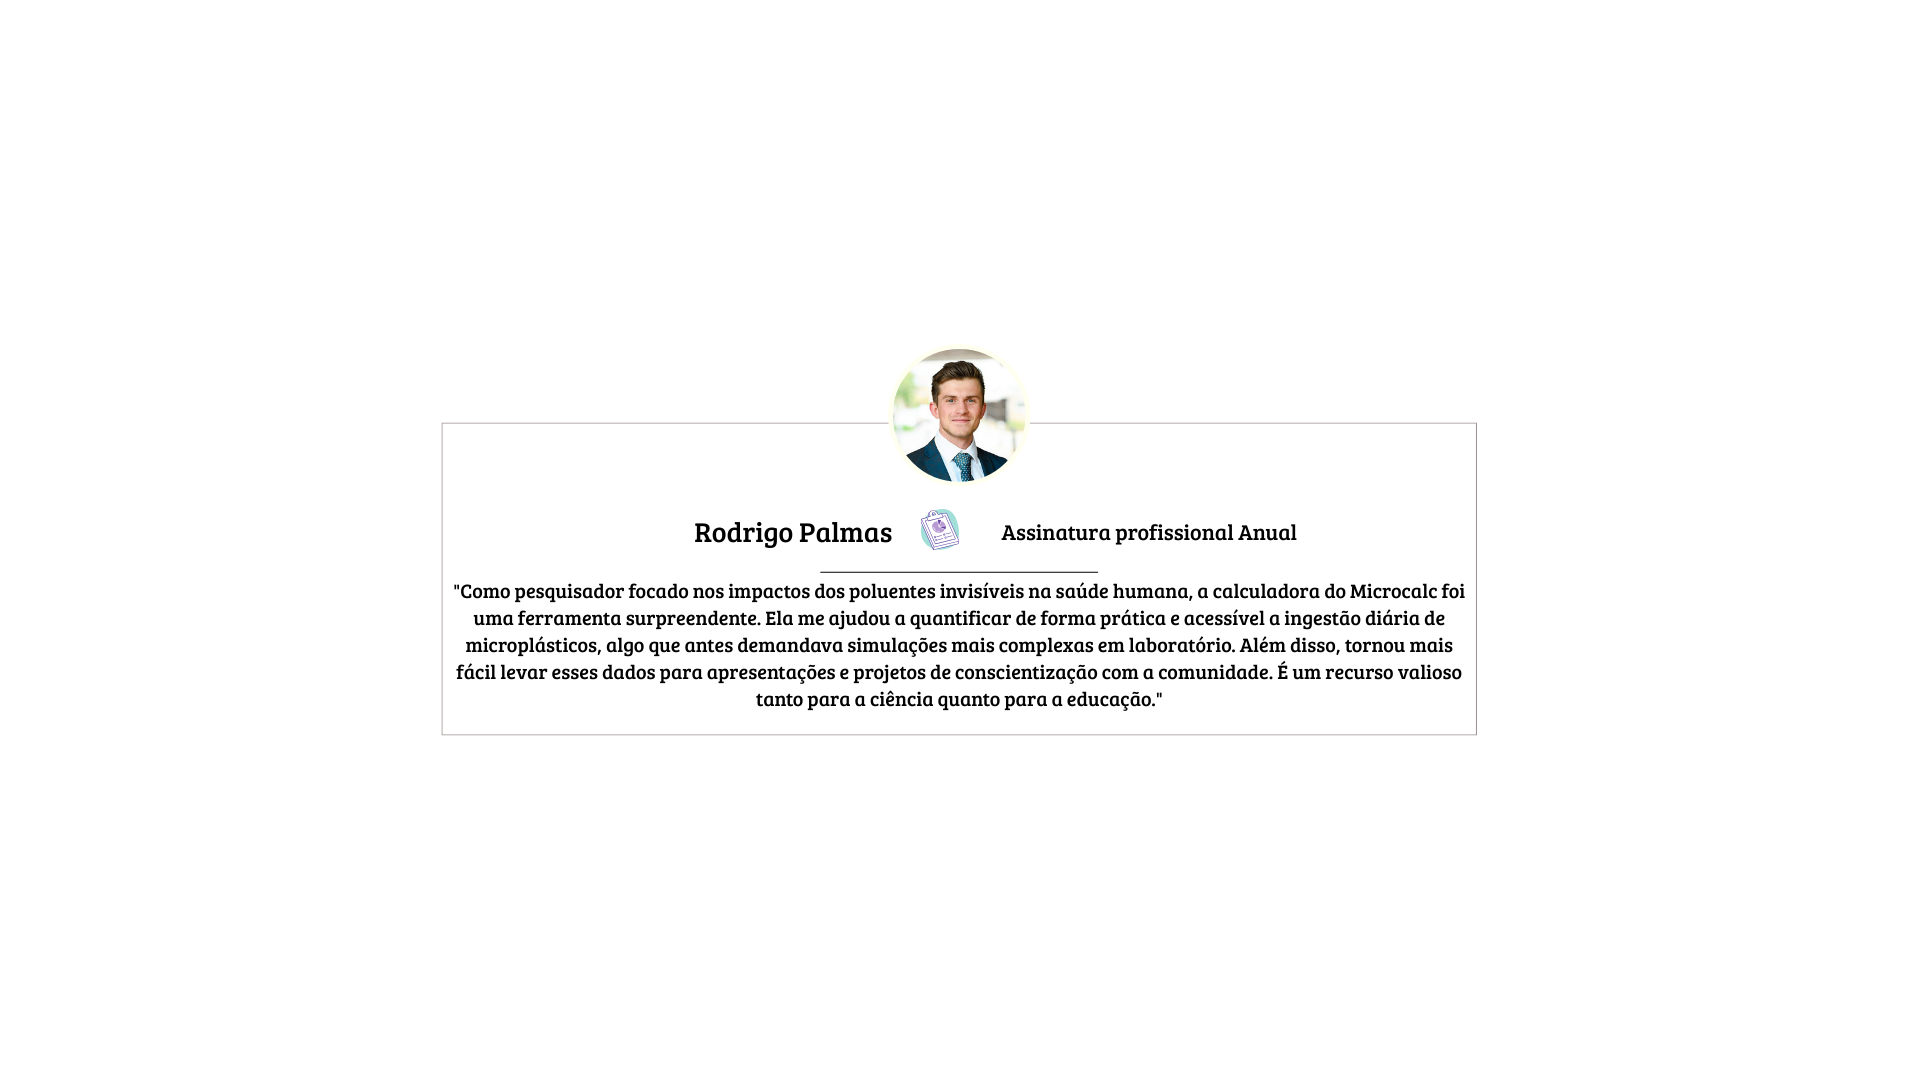 Rodrigo Palmas
Assinatura profissional Anual
"Como pesquisador focado nos impactos dos poluentes invisíveis na saúde humana, a calculadora do Microcalc foi
uma ferramenta surpreendente. Ela me ajudou a quantificar de forma prática e acessível a ingestão diária de
microplásticos, algo que antes demandava simulações mais complexas em laboratório. Além disso, tornou mais
fácil levar esses dados para apresentações e projetos de conscientização com a comunidade. É um recurso valioso
tanto para a ciência quanto para a educação."